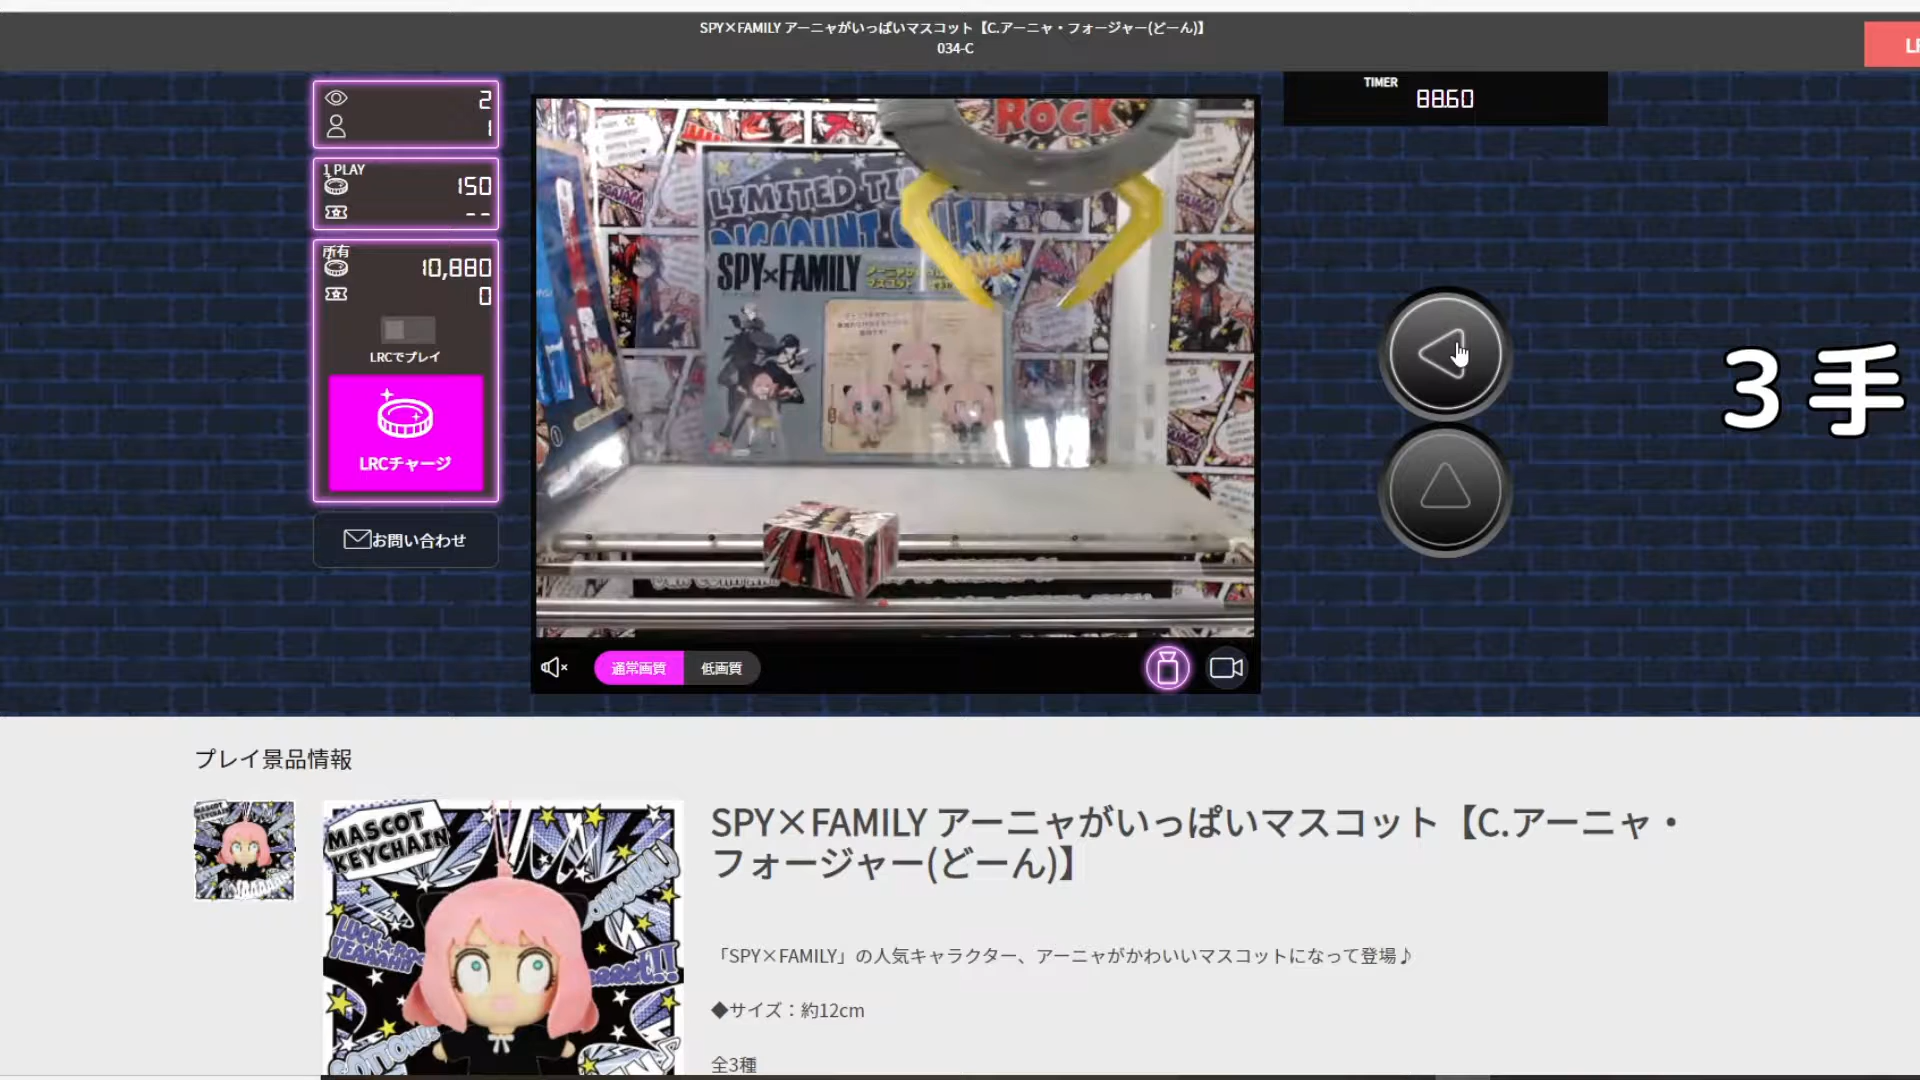 SPY×FAMILY アーニャがいっぱいマスコット【C.アーニャ・フォージャー(どーん)】
034-C
2
1
1 PLAY
150
--
所有
10,880
0
LRCでプレイ
LRCチャージ
お問い合わせ
ROCK
LIMITED
DISCOUNT
SPY×FAMILY
通常画質
低画質
TIMER
88.60
3手
プレイ景品情報
MASCOT
KEYCHAIN
SPY×FAMILY アーニャがいっぱいマスコット【C.アーニャ・
フォージャー(どーん)】
「SPY×FAMILY」の人気キャラクター、アーニャがかわいいマスコットになって登場♪
◆サイズ：約12cm
全3種